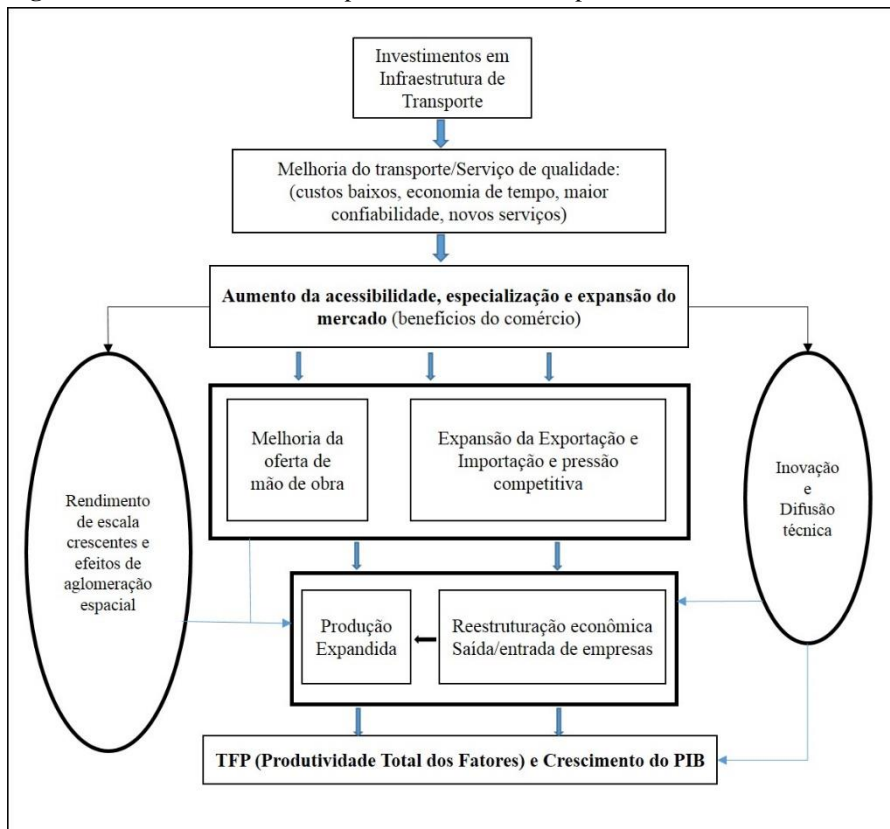 Investimentos em
Infraestrutura de
Transporte
Melhoria do transporte/Serviço de qualidade:
(custos baixos, economia de tempo, maior
confiabilidade, novos serviços)
Aumento da acessibilidade, especialização e expansão do
mercado (benefícios do comércio)
Melhoria da
oferta de
mão de obra
Expansão da Exportação e
Importação e pressão
competitiva
Rendimento
de escala
crescentes e
efeitos de
aglomeração
espacial
Inovação
e
Difusão
técnica
Produção
Expandida
Reestruturação econômica
Saída/entrada de empresas
TFP (Produtividade Total dos Fatores) e Crescimento do PIB